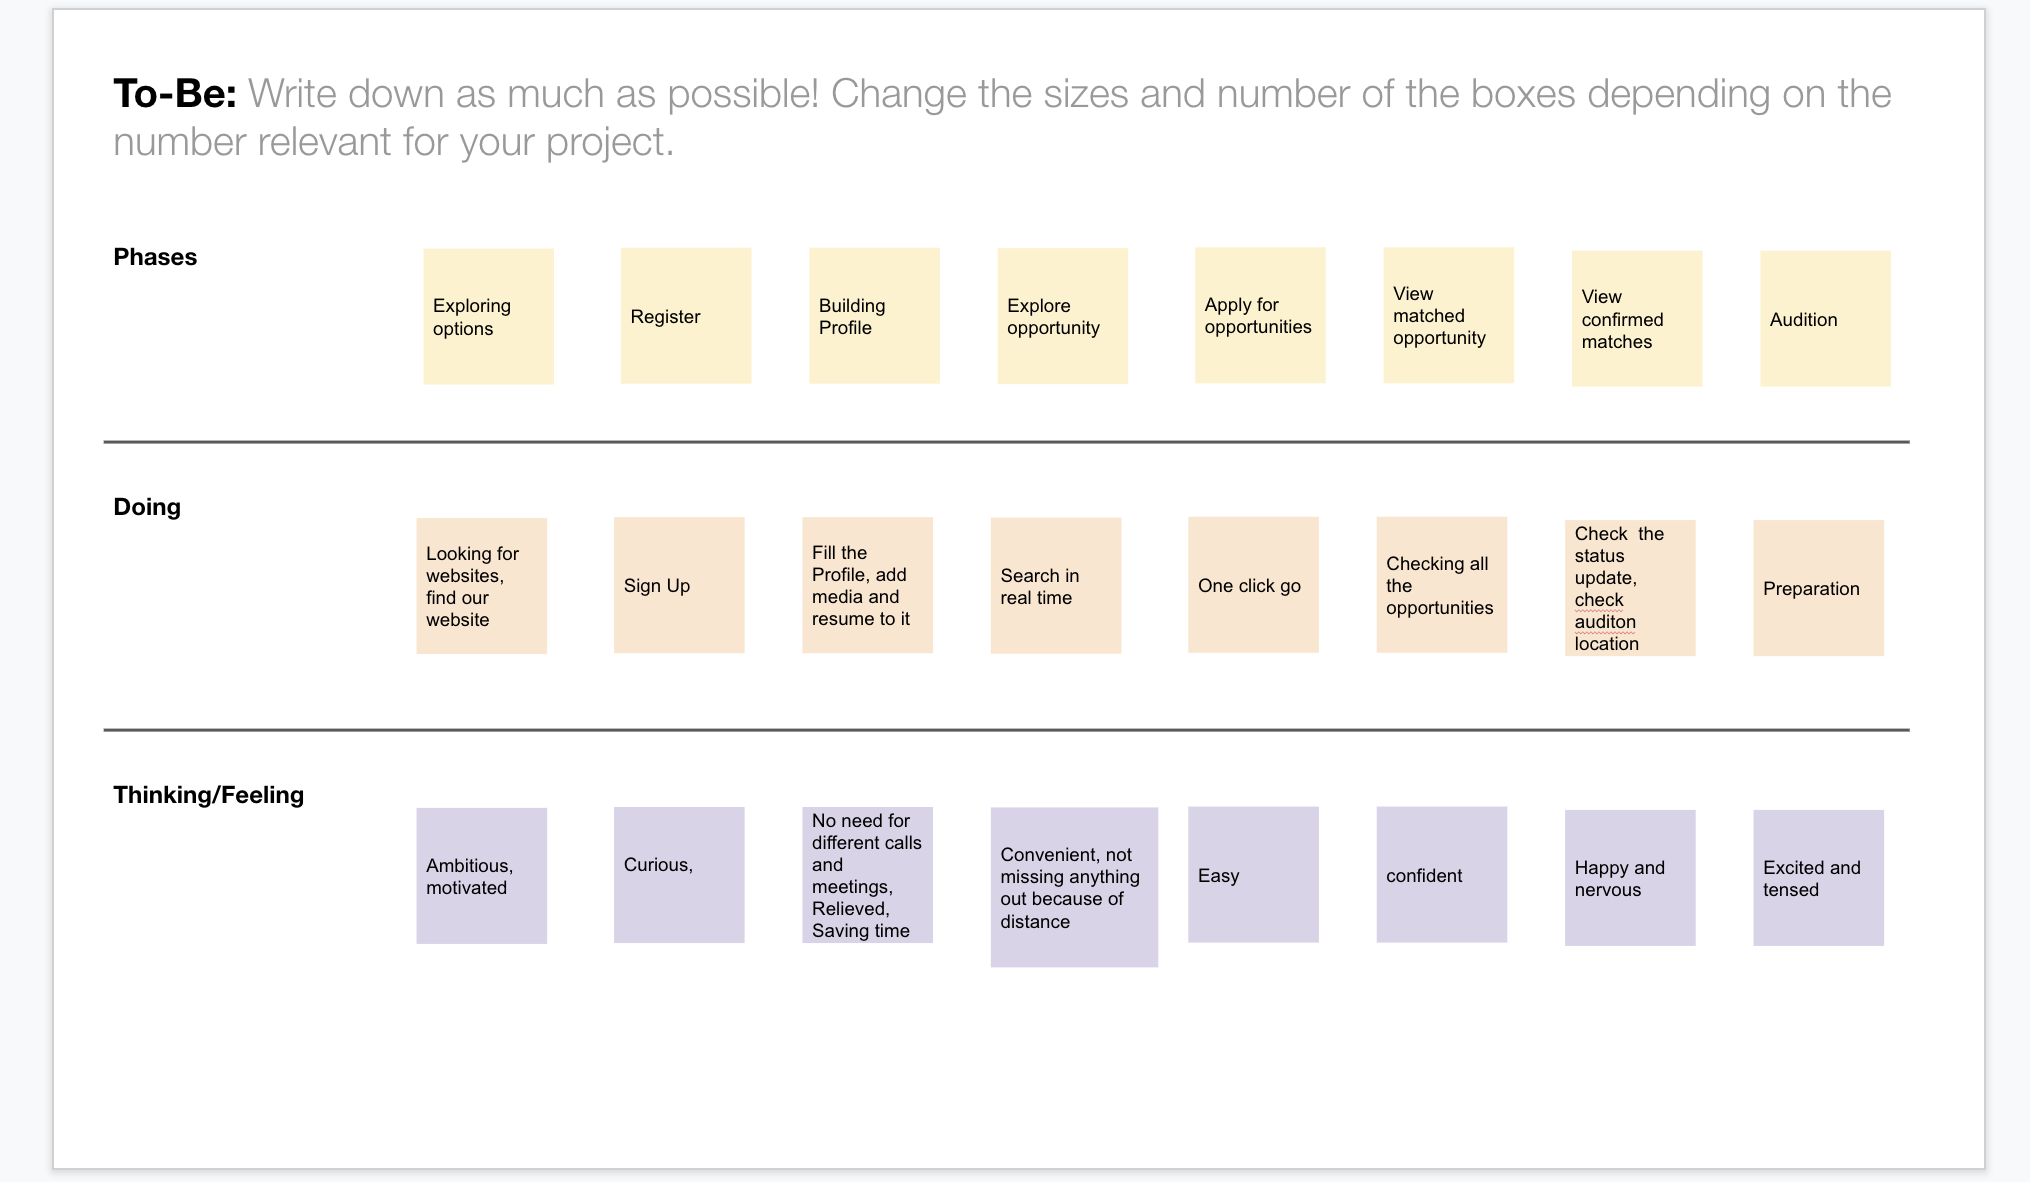 To-Be: Write down as much as possible! Change the sizes and number of the boxes depending on the
number relevant for your project.
Phases
Exploring
options
Register
Building
Profile
Explore
opportunity
Apply for
opportunities
View
matched
opportunity
View
confirmed
matches
Audition
Doing
Looking for
websites,
find our
website
Sign Up
Fill the
Profile, add
media and
resume to it
Search in
real time
One click go
Checking all
the
opportunities
Check  the
status
update,
check
auditon
location
Preparation
Thinking/Feeling
Ambitious,
motivated
Curious,
No need for
different calls
and
meetings,
Relieved,
Saving time
Convenient, not
missing anything
out because of
distance
Easy
confident
Happy and
nervous
Excited and
tensed